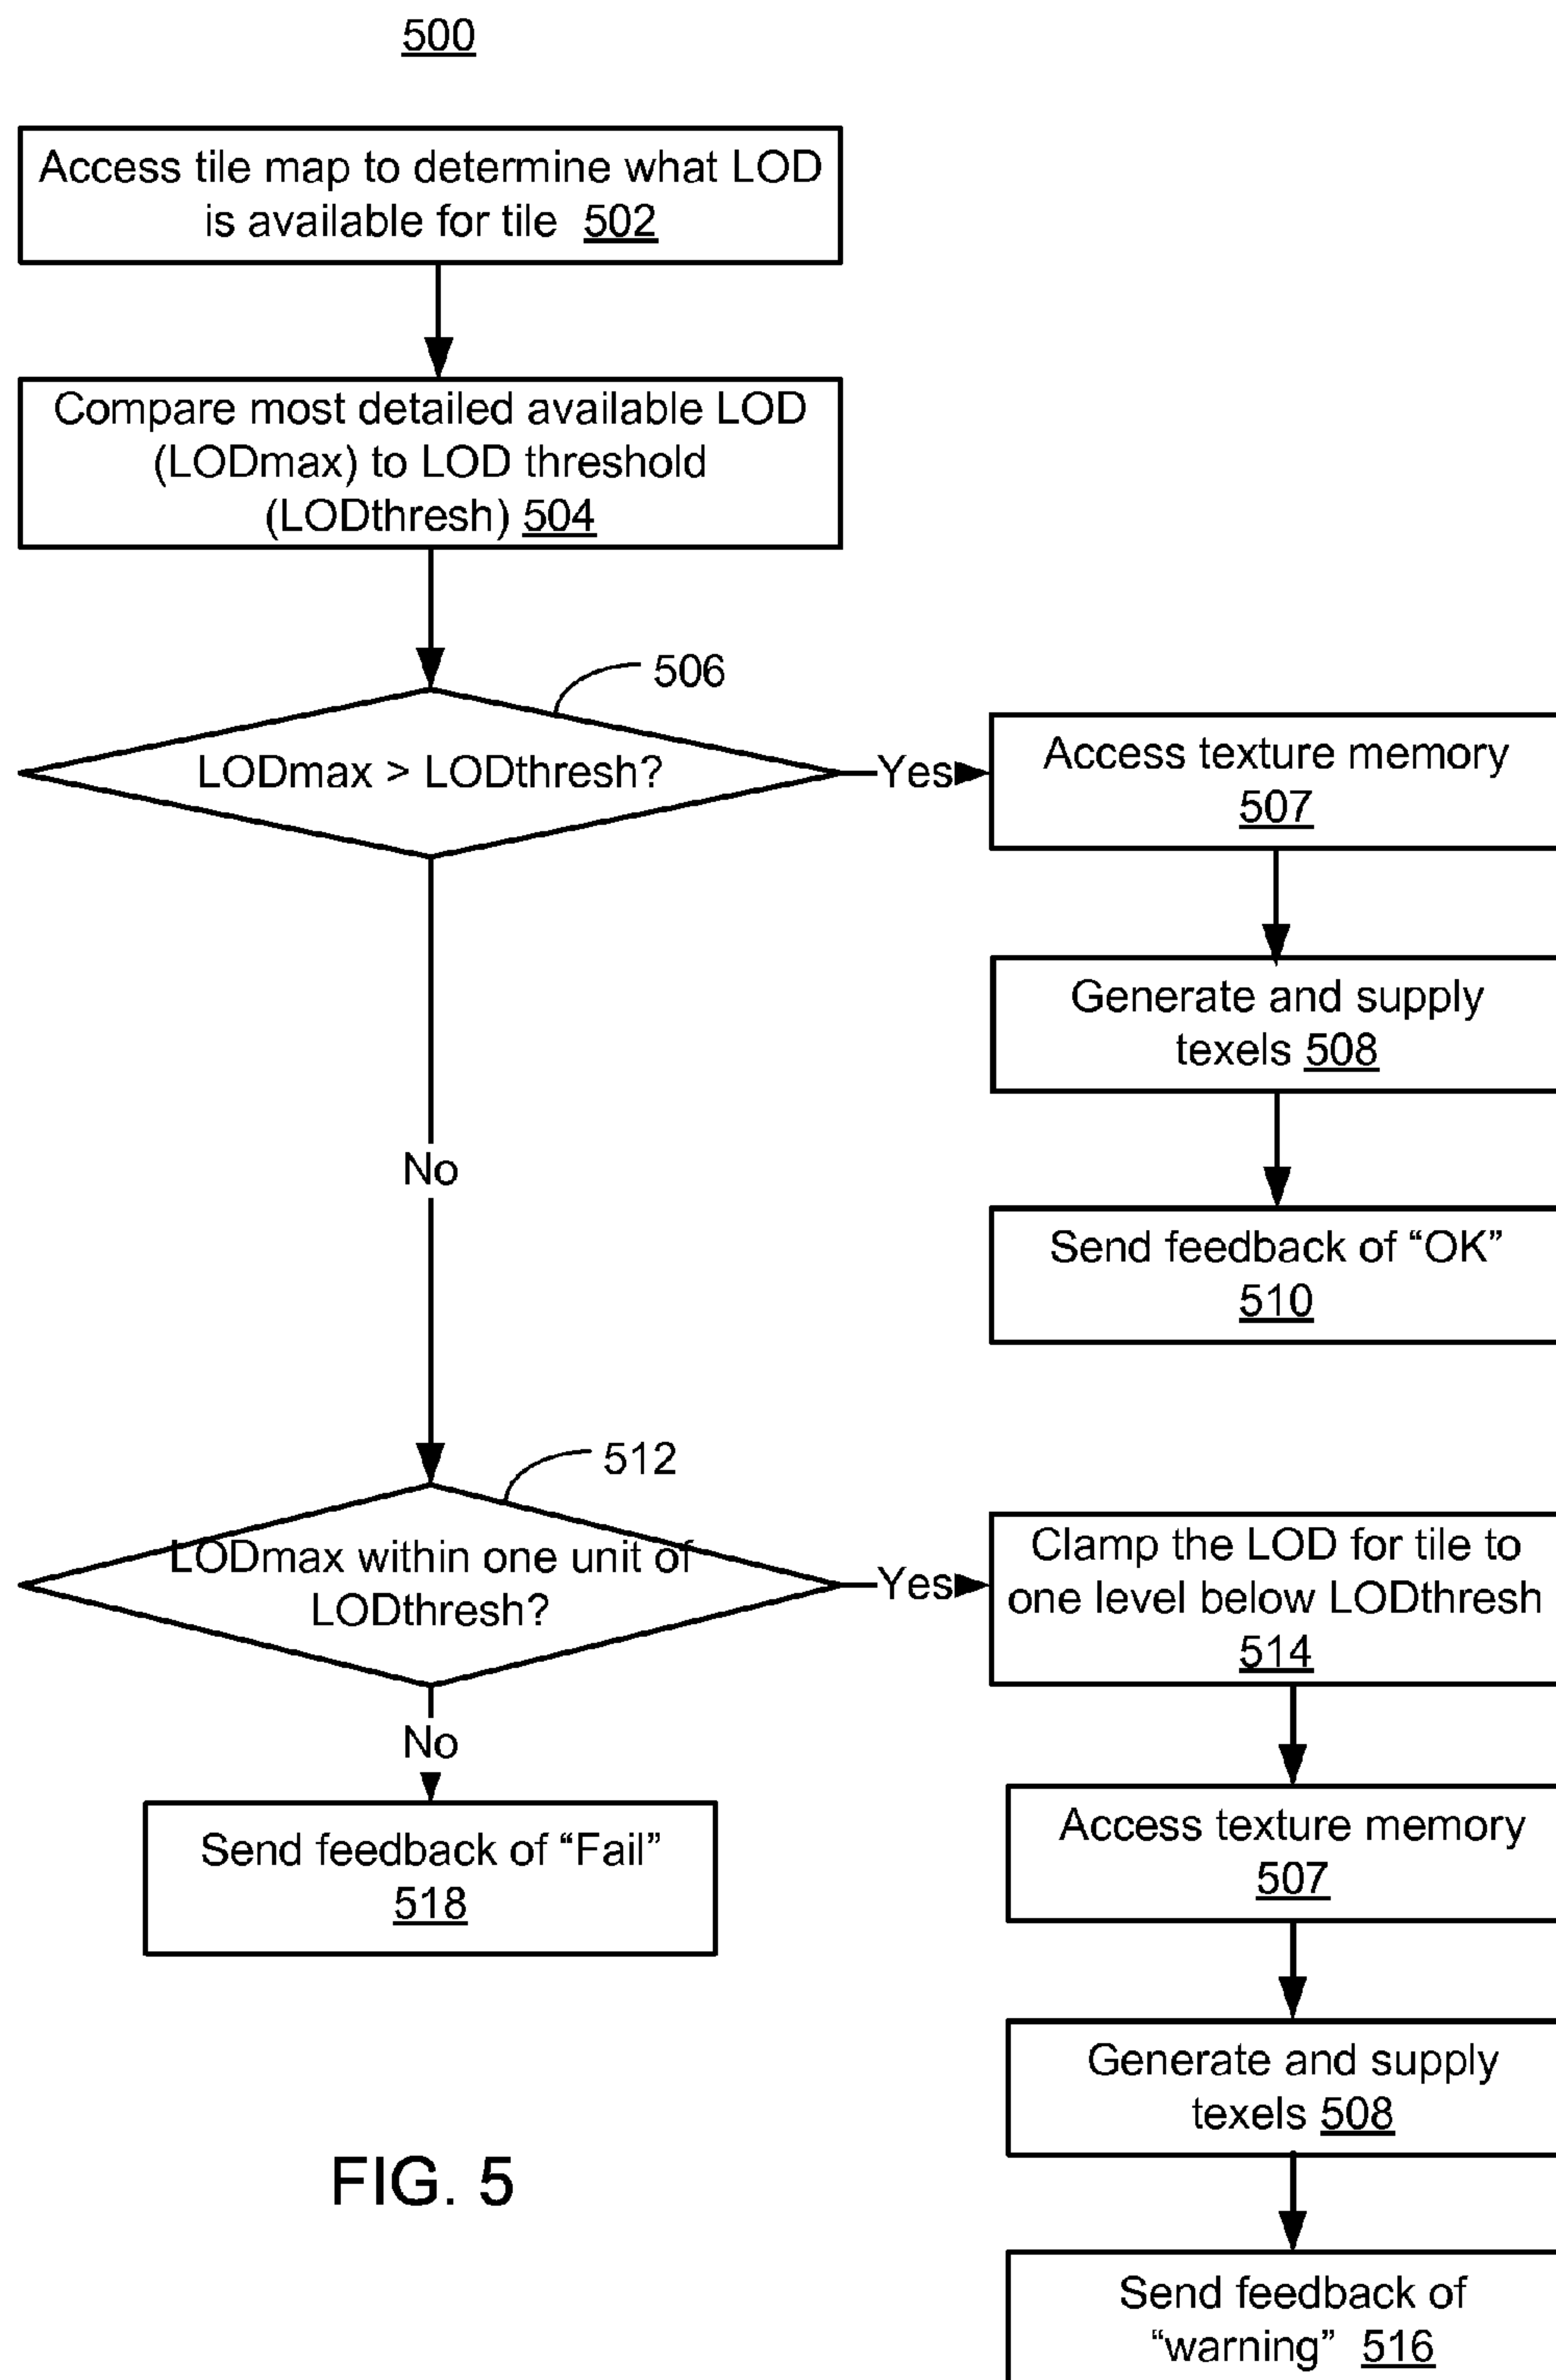 500
Access tile map to determine what LOD
is available for tile 502
Compare most detailed available LOD
(LODmax) to LOD threshold
(LODthresh) 504
506
LODmax > LODthresh?
Yes
Access texture memory
507
Generate and supply
texels 508
Send feedback of “OK”
510
No
512
LODmax within one unit of
LODthresh?
Yes
Clamp the LOD for tile to
one level below LODthresh
514
No
Send feedback of “Fail”
518
Access texture memory
507
Generate and supply
texels 508
Send feedback of
“warning” 516
FIG. 5